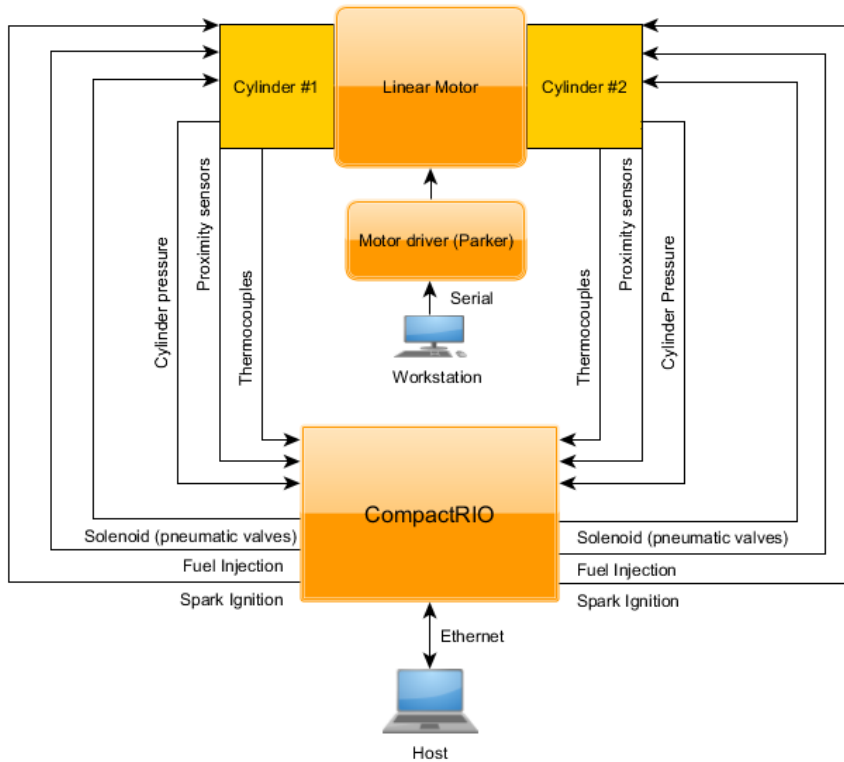 Cylinder #1
Linear Motor
Cylinder #2
Proximity sensors
Cylinder pressure
Thermocouples
Motor driver (Parker)
Serial
Workstation
Thermocouples
Proximity sensors
Cylinder Pressure
CompactRIO
Solenoid (pneumatic valves)
Fuel Injection
Spark Ignition
Solenoid (pneumatic valves)
Fuel Injection
Spark Ignition
Ethernet
Host